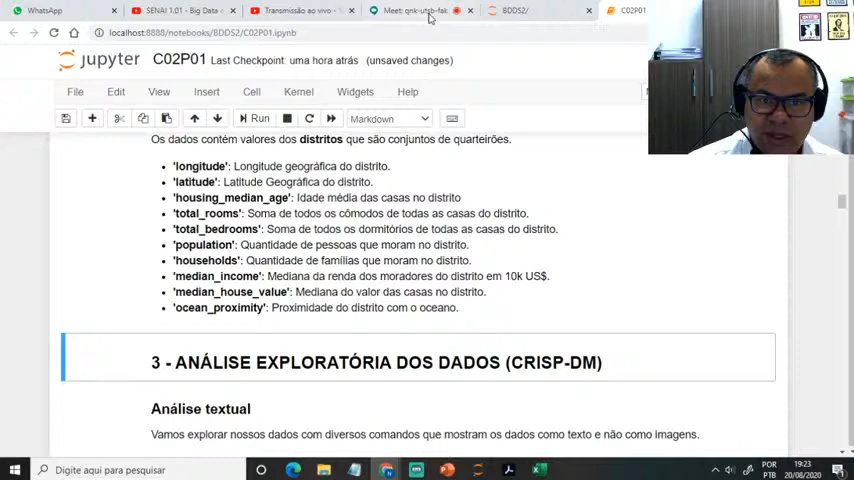 WhatsApp
SENAI 1.01 - Big Data e
Transmissão ao vivo -
Meet: qnk-utsb-fak
BDDS2/
C02P01
localhost:8888/notebooks/BDDS2/C02P01.ipynb
jupyter C02P01 Last Checkpoint: uma hora atrás (unsaved changes)
File Edit View Insert Cell Kernel Widgets Help
Run Markdown
Os dados contém valores dos distritos que são conjuntos de quarteirões.
'longitude': Longitude geográfica do distrito.
'latitude': Latitude Geográfica do distrito.
'housing_median_age': Idade média das casas no distrito
'total_rooms': Soma de todos os cômodos de todas as casas do distrito.
'total_bedrooms': Soma de todos os dormitórios de todas as casas do distrito.
'population': Quantidade de pessoas que moram no distrito.
'households': Quantidade de famílias que moram no distrito.
'median_income': Mediana da renda dos moradores do distrito em 10k US$.
'median_house_value': Mediana do valor das casas no distrito.
'ocean_proximity': Proximidade do distrito com o oceano.
3 - ANÁLISE EXPLORATÓRIA DOS DADOS (CRISP-DM)
Análise textual
Vamos explorar nossos dados com diversos comandos que mostram os dados como texto e não como imagens.
Digite aqui para pesquisar
POR 19:23
PTB 20/08/2020